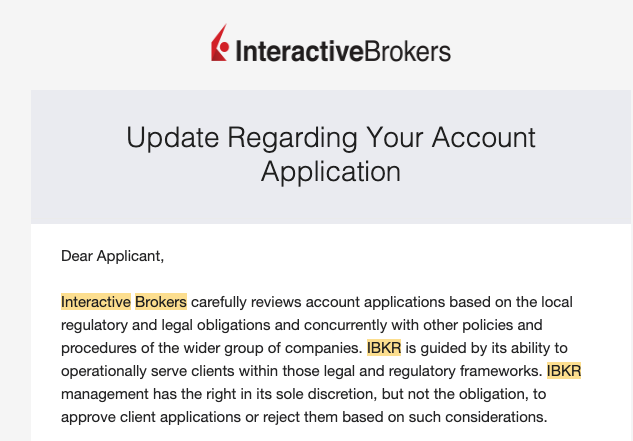 InteractiveBrokers
Update Regarding Your Account
Application
Dear Applicant,
Interactive Brokers carefully reviews account applications based on the local
regulatory and legal obligations and concurrently with other policies and
procedures of the wider group of companies. IBKR is guided by its ability to
operationally serve clients within those legal and regulatory frameworks. IBKR
management has the right in its sole discretion, but not the obligation, to
approve client applications or reject them based on such considerations.